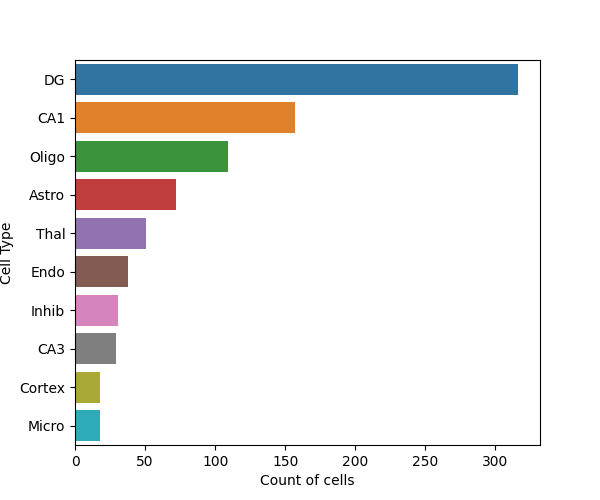 DG
CA1
Oligo
Astro
Thal
Endo
Inhib
CA3
Cortex
Micro
Cell Type
0 50 100 150 200 250 300
Count of cells